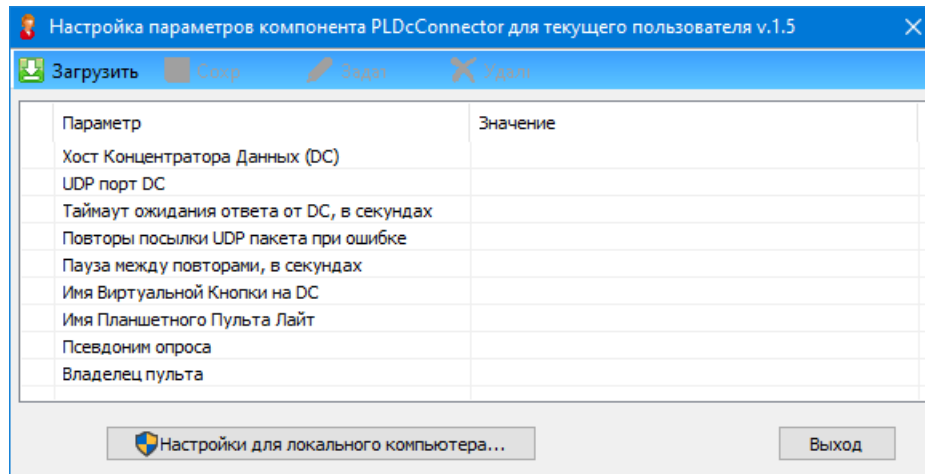 Настройка параметров компонента PLDcConnector для текущего пользователя v.1.5
Загрузить Сохр Задат Удали
Параметр Значение
Хост Концентратора Данных (DC)
UDP порт DC
Таймаут ожидания ответа от DC, в секундах
Повторы посылки UDP пакета при ошибке
Пауза между повторами, в секундах
Имя Виртуальной Кнопки на DC
Имя Планшетного Пульта Лайт
Псевдоним опроса
Владелец пульта
Настройки для локального компьютера... Выход